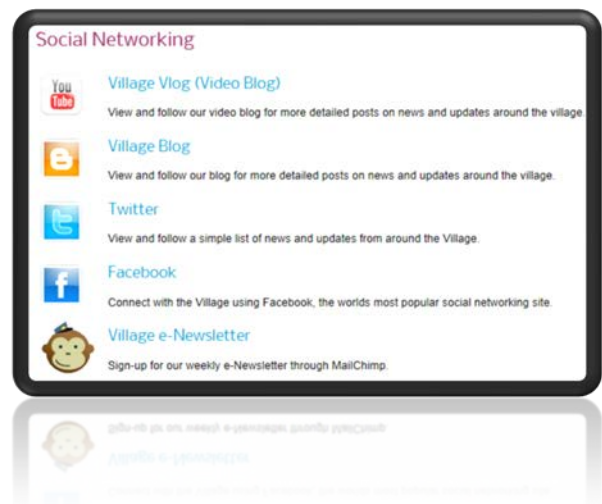 Social Networking
You
Tube
Village Vlog (Video Blog)
View and follow our video blog for more detailed posts on news and updates around the village.
Village Blog
View and follow our blog for more detailed posts on news and updates around the village.
Twitter
View and follow a simple list of news and updates from around the Village.
Facebook
Connect with the Village using Facebook, the worlds most popular social networking site.
Village e-Newsletter
Sign-up for our weekly e-Newsletter through MailChimp.